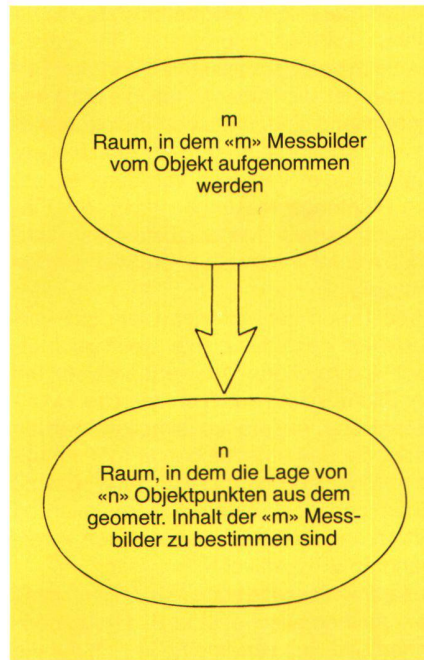 m
Raum, in dem «m» Messbilder
vom Objekt aufgenommen
werden
n
Raum, in dem die Lage von
«n» Objektpunkten aus dem
geometr. Inhalt der «m» Mess-
bilder zu bestimmen sind